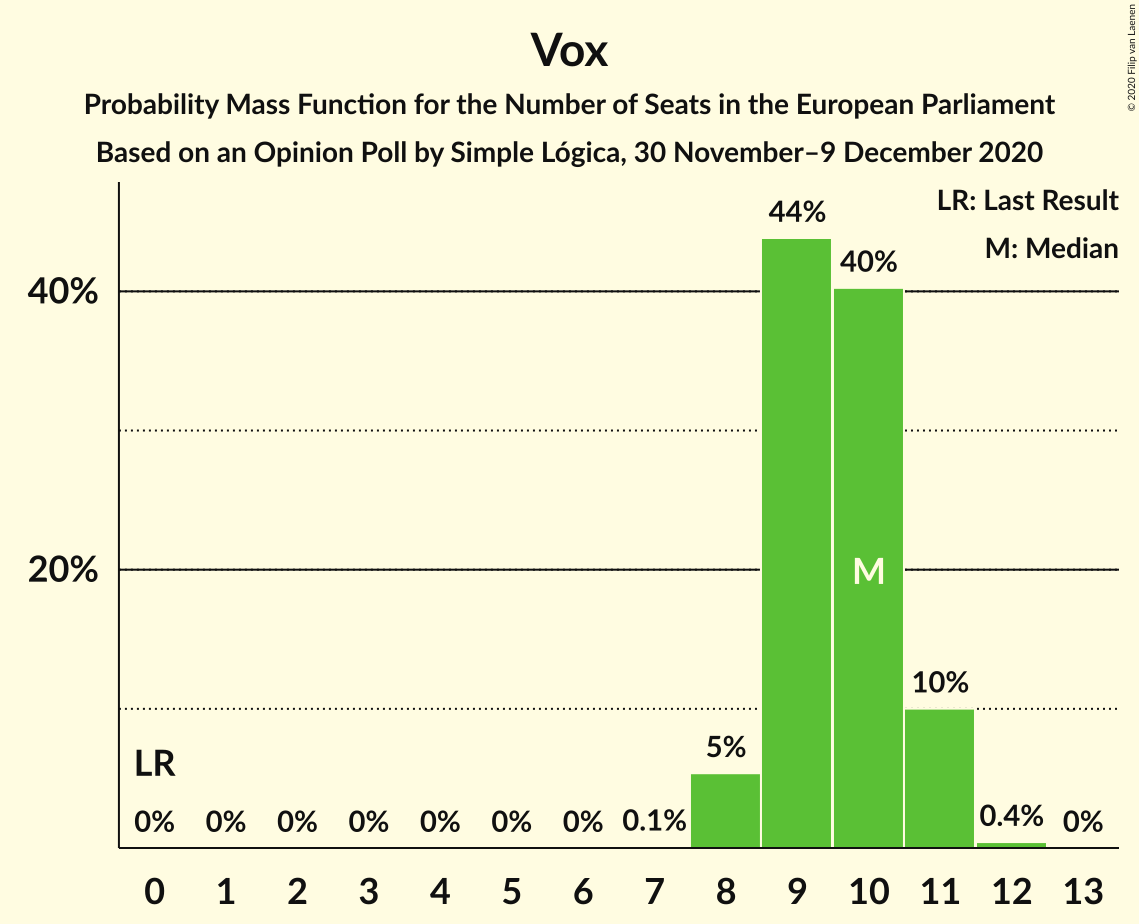 Vox
Probability Mass Function for the Number of Seats in the European Parliament
Based on an Opinion Poll by Simple Lógica, 30 November–9 December 2020
© 2020 Filip van Laenen
LR: Last Result
M: Median
44%
40%
40%
20%
M
10%
5%
LR
0% 0% 0% 0% 0% 0% 0% 0.1% 0.4% 0%
0 1 2 3 4 5 6 7 8 9 10 11 12 13